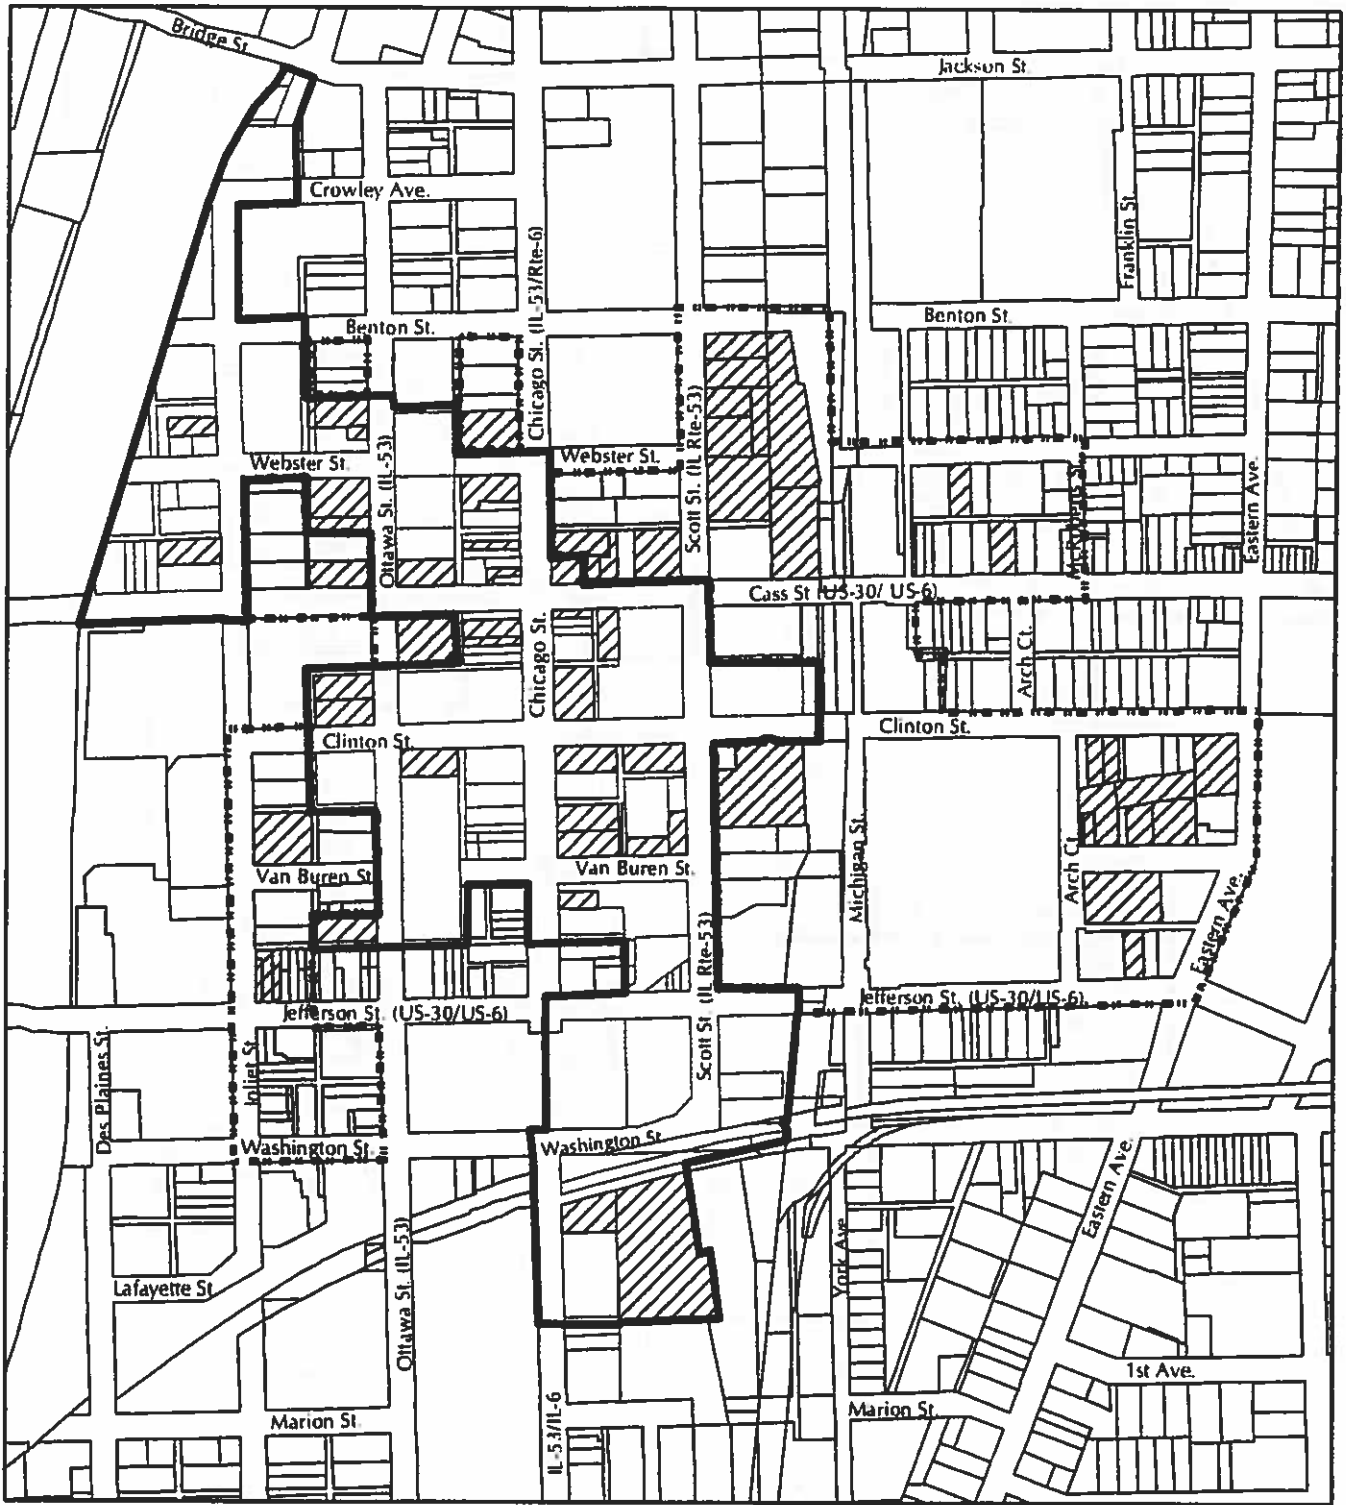 Bridge St.
Jackson St.
Crowley Ave.
Franklin St.
Chicago St. (IL-53/Rte-6)
Benton St.
Benton St.
Webster St.
Webster St.
Ottawa St. (IL-53)
Scott St. (IL Rte-53)
McRoberts St.
Eastern Ave.
Cass St (US-30/ US-6)
Chicago St.
Arch Ct.
Clinton St.
Clinton St.
Van Buren St.
Van Buren St.
Michigan St.
Arch Ct.
Eastern Ave.
Scott St. (IL Rte-53)
Jefferson St. (US-30/US-6)
Jefferson St. (US-30/US-6)
Des Plaines St.
Joliet St.
Washington St.
Washington St.
Eastern Ave.
York Ave
Lafayette St.
Ottawa St. (IL-53)
1st Ave.
Marion St.
Marion St.
IL-53/IL-6